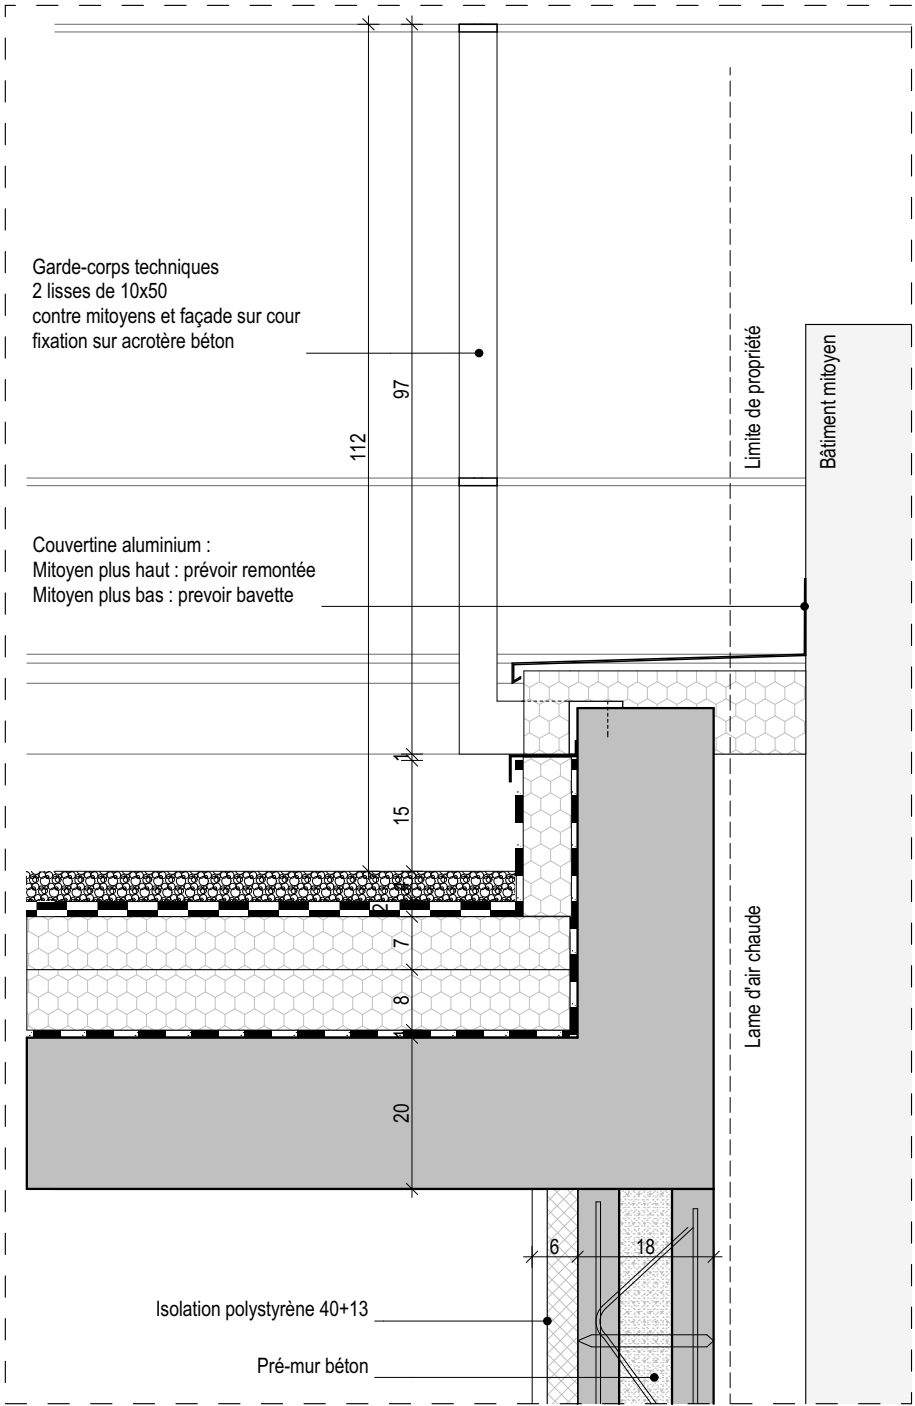 Garde-corps techniques
2 lisses de 10x50
contre mitoyens et façade sur cour
fixation sur acrotère béton
97
112
Limite de propriété
Bâtiment mitoyen
Couvertine aluminium :
Mitoyen plus haut : prévoir remontée
Mitoyen plus bas : prevoir bavette
1
15
2
7
8
1
20
Lame d'air chaude
6
18
Isolation polystyrène 40+13
Pré-mur béton